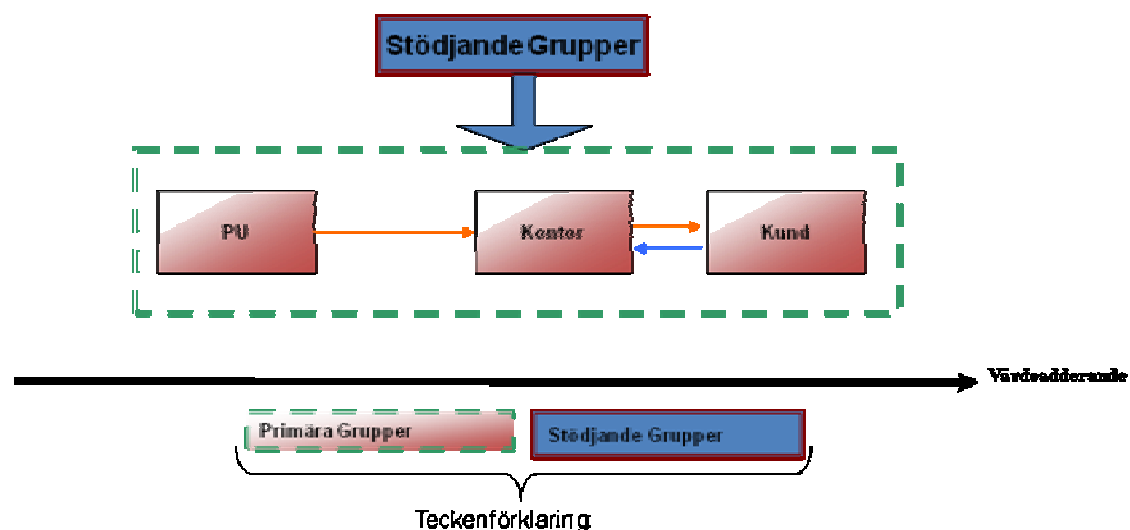 Stödjande Grupper
PU
Kontor
Kund
Värdeadderande
Primära Grupper
Stödjande Grupper
Teckenförklaring